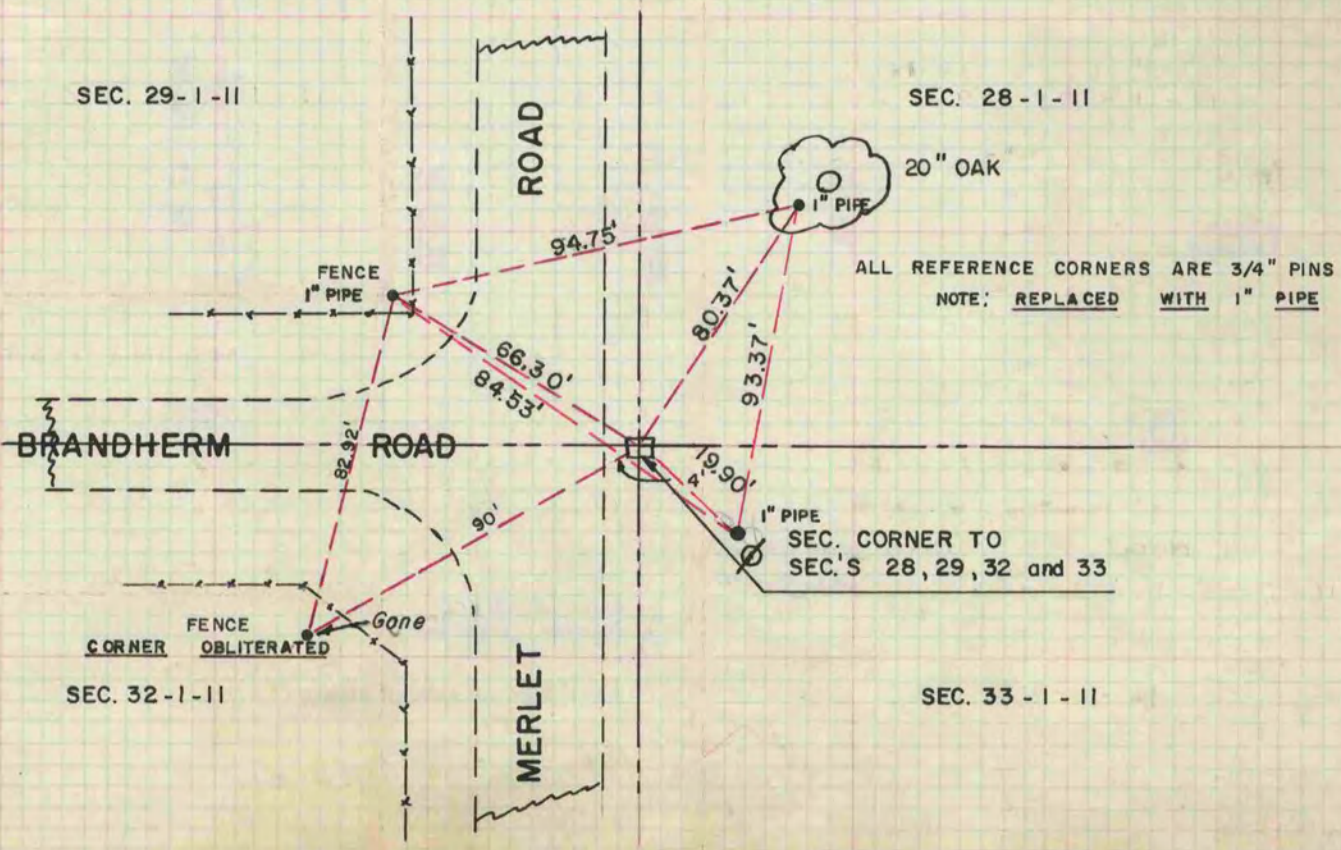 SEC. 29-1-11
SEC. 28-1-11
ROAD
20" OAK
1" PIPE
94.75'
FENCE
1" PIPE
ALL REFERENCE CORNERS ARE 3/4" PINS
NOTE: REPLACED WITH 1" PIPE
80.37'
93.37'
66.30'
84.53'
BRANDHERM ROAD
82.92'
79.90'
4'
90'
1" PIPE
SEC. CORNER TO
SEC.'S 28, 29, 32 and 33
Gone
FENCE
CORNER OBLITERATED
SEC. 32-1-11
MERLET
SEC. 33-1-11